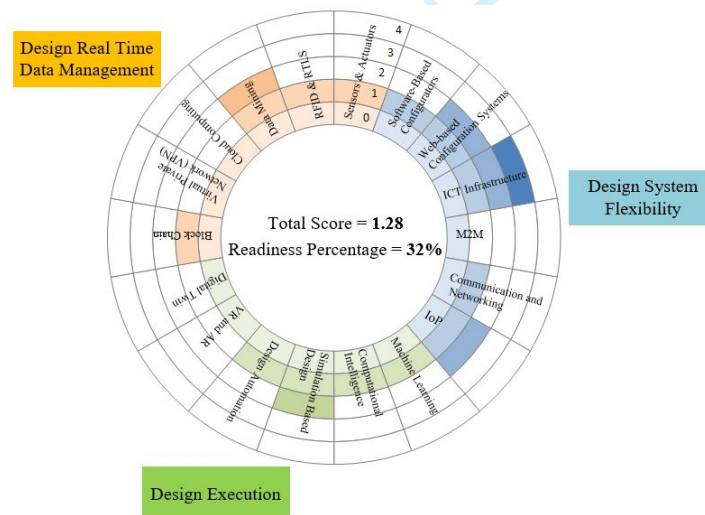 Design Real Time
Data Management
4
3
2
1
0
Sensors & Actuators
Software-Based
Configurators
Web-based
Configuration Systems
ICT Infrastructure
M2M
Communication and
Networking
IoP
Machine Learning
Computational
Intelligence
Simulation Based
Design
Design Automation
VR and AR
Digital Twin
Block Chain
Virtual Private
Network (VPN)
Cloud Computing
Data Mining
RFID & RTLS
Total Score = 1.28
Readiness Percentage = 32%
Design System
Flexibility
Design Execution